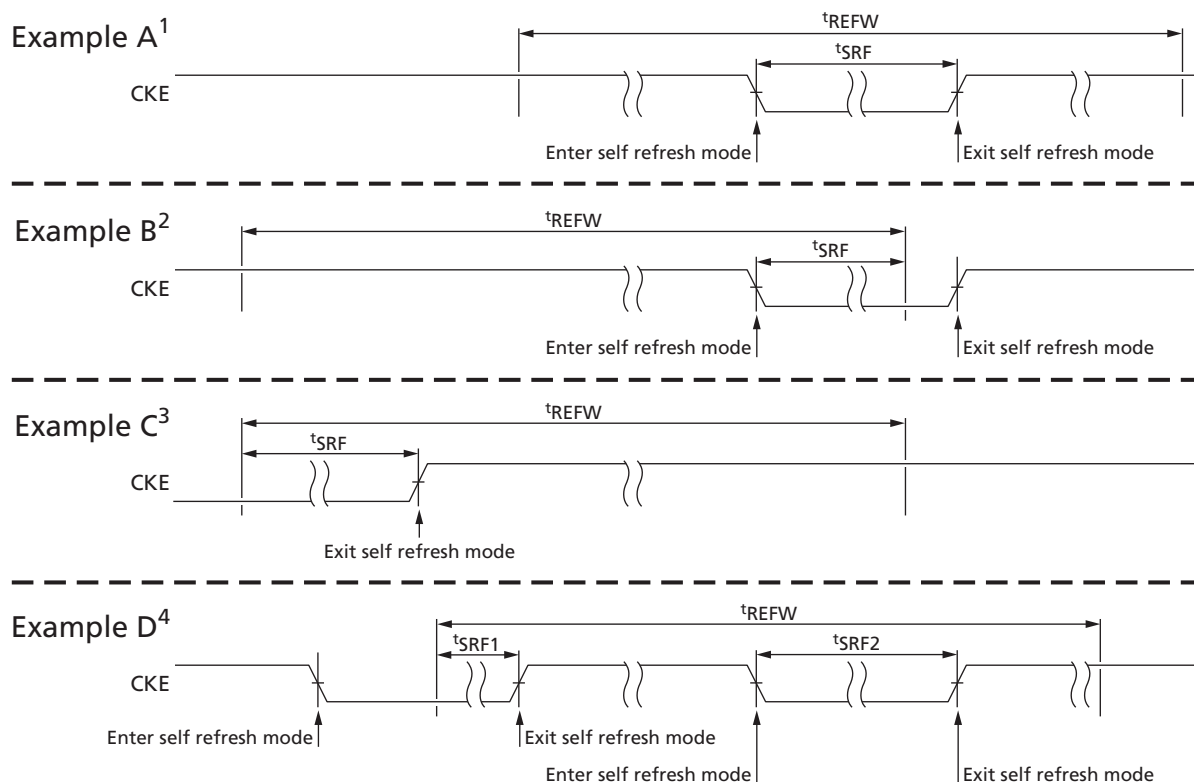 Example A1
tREFW
tSRF
CKE
Enter self refresh mode
Exit self refresh mode
Example B2
tREFW
tSRF
CKE
Enter self refresh mode
Exit self refresh mode
Example C3
tREFW
tSRF
CKE
Exit self refresh mode
Example D4
tREFW
tSRF1
tSRF2
CKE
Enter self refresh mode
Exit self refresh mode
Enter self refresh mode
Exit self refresh mode